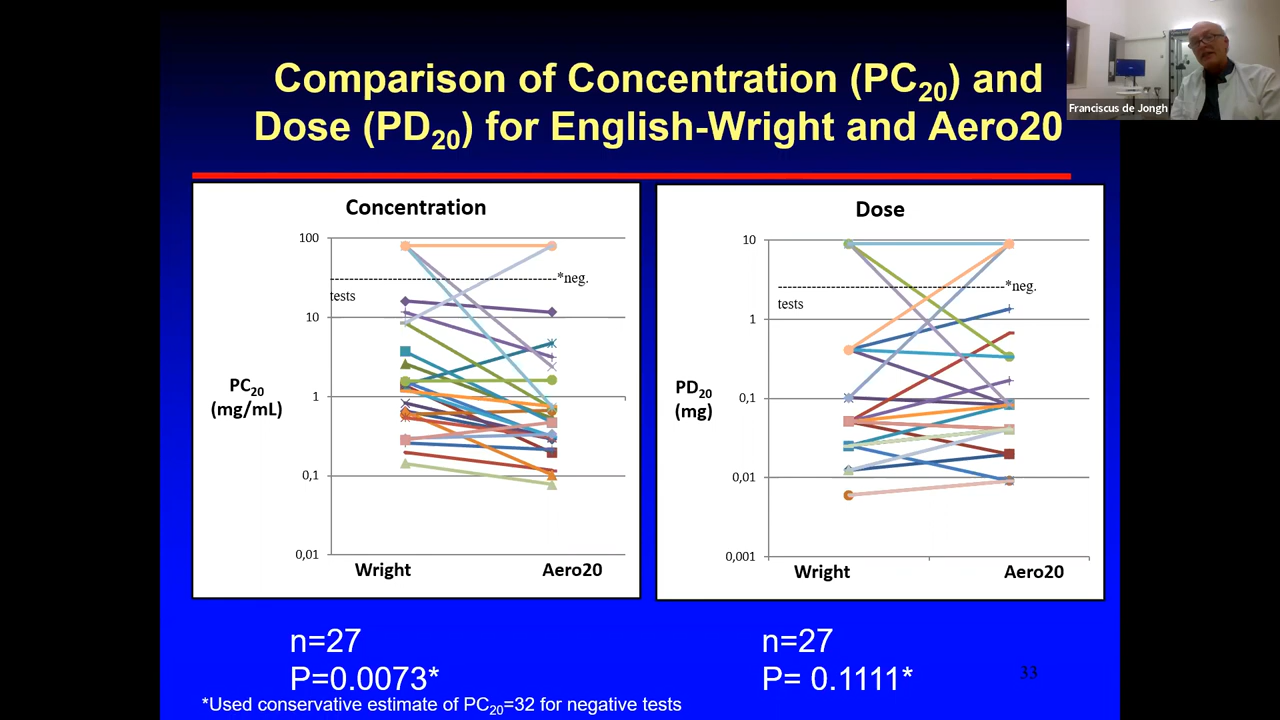 Comparison of Concentration (PC20) and
Dose (PD20) for English-Wright and Aero20
Franciscus de Jongh
Concentration
100
10
1
0,1
0,01
*neg.
tests
PC20
(mg/mL)
Wright
Aero20
Dose
10
1
0,1
0,01
0,001
*neg.
tests
PD20
(mg)
Wright
Aero20
n=27
P=0.0073*
n=27
P= 0.1111*
33
*Used conservative estimate of PC20=32 for negative tests